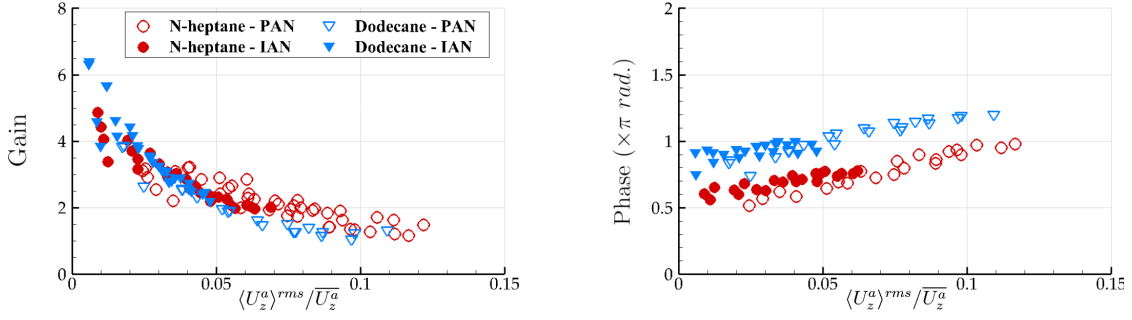 8
6
4
2
0
Gain
N-heptane - PAN
Dodecane - PAN
N-heptane - IAN
Dodecane - IAN
0.05
0.1
0.15
⟨U_z^a⟩^{rms}/\overline{U_z^a}
2
1.5
1
0.5
0
Phase (×π rad.)
0.05
0.1
0.15
⟨U_z^a⟩^{rms}/\overline{U_z^a}